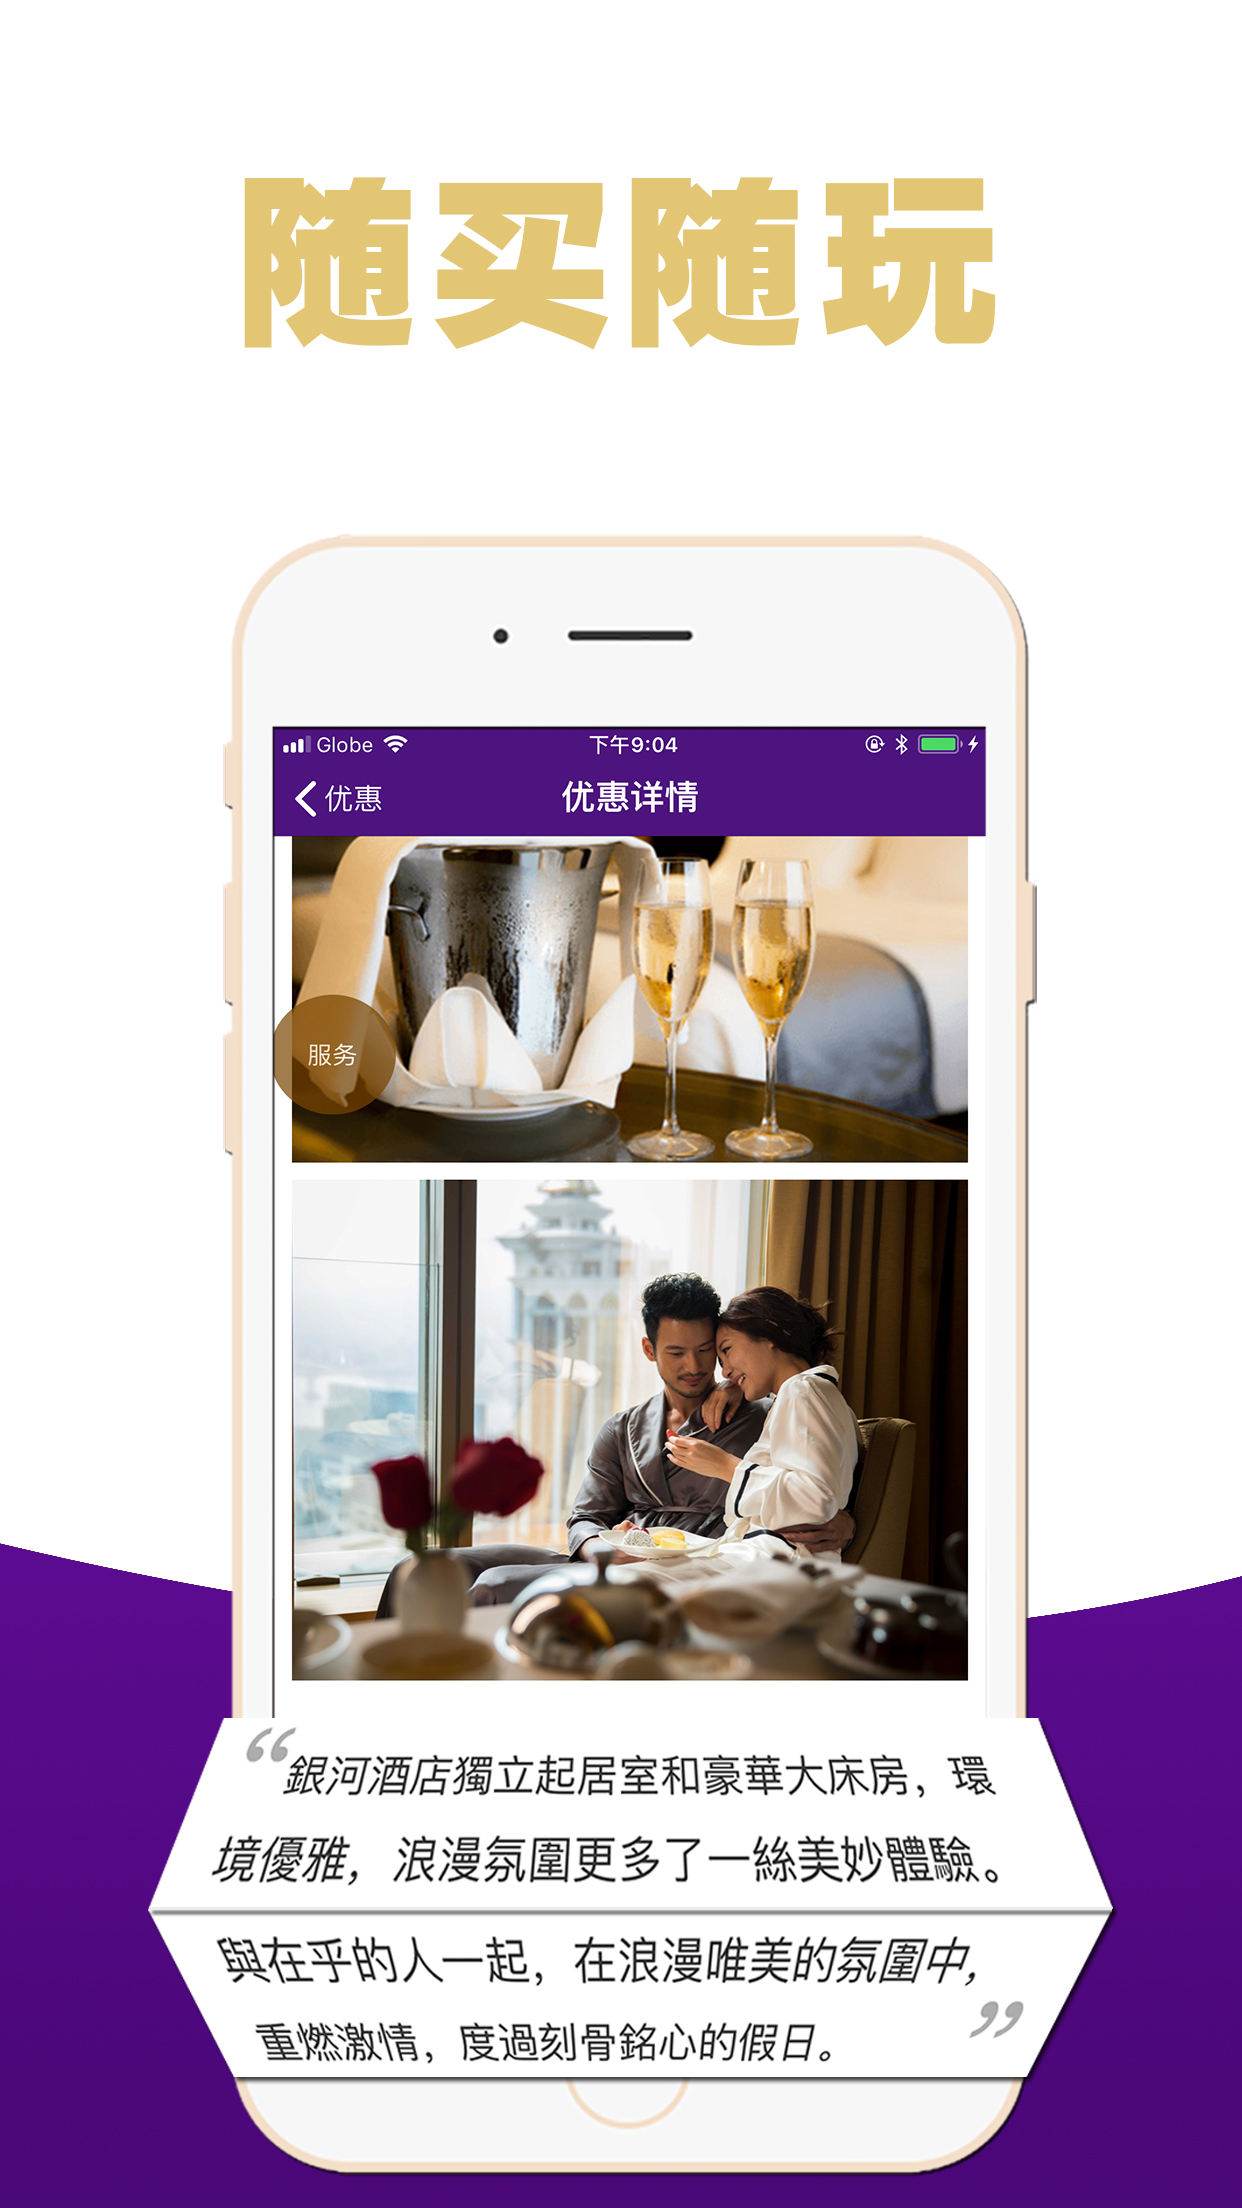 随买随玩
Globe 下午9:04
优惠 优惠详情
服务
“銀河酒店獨立起居室和豪華大床房，環
境優雅，浪漫氛圍更多了一絲美妙體驗。
與在乎的人一起，在浪漫唯美的氛圍中，
重燃激情，度過刻骨銘心的假日。”